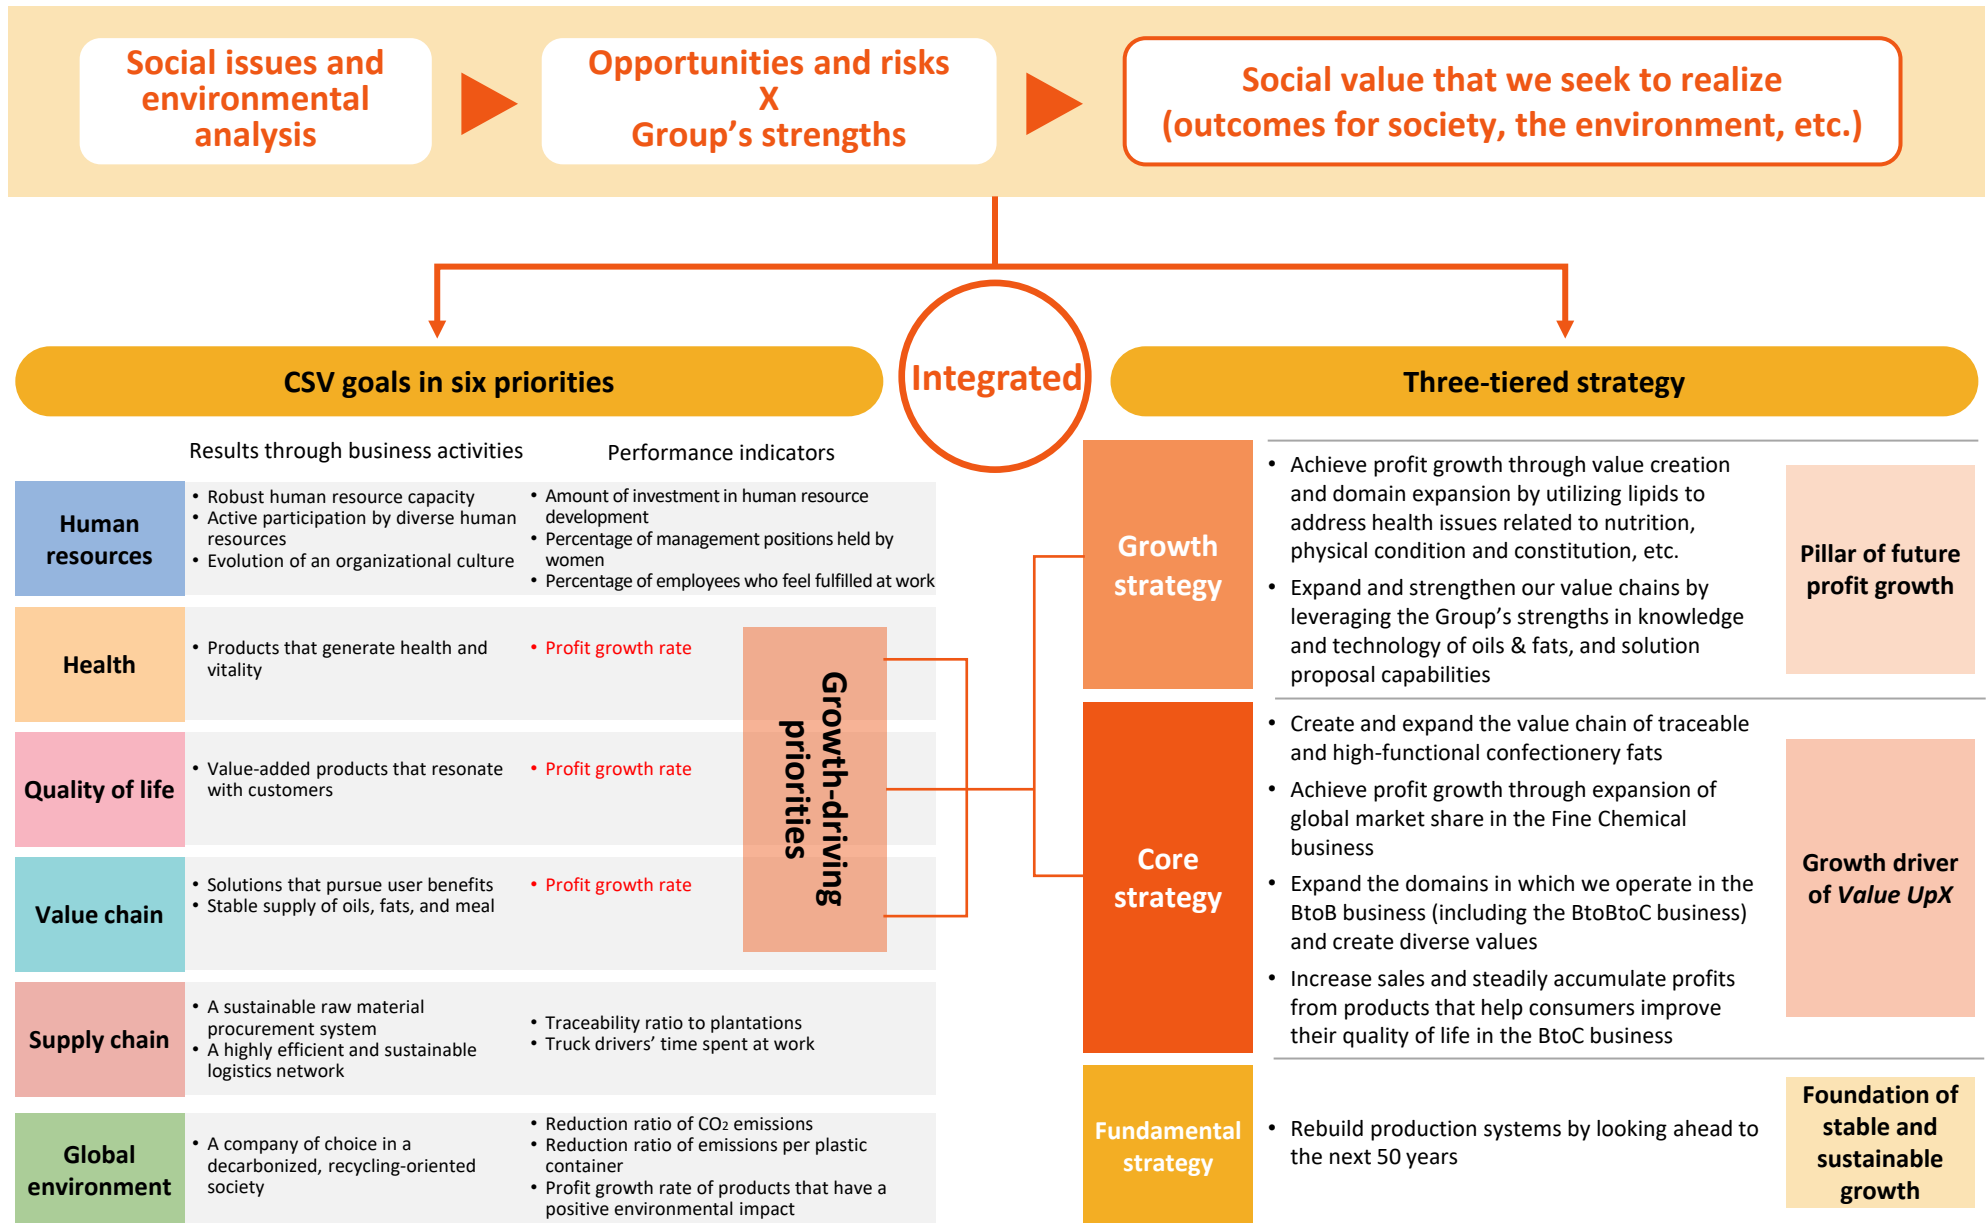 Social issues and
environmental
analysis
Opportunities and risks
X
Group’s strengths
Social value that we seek to realize
(outcomes for society, the environment, etc.)
Integrated
CSV goals in six priorities
Results through business activities
Performance indicators
Human
resources
• Robust human resource capacity
• Active participation by diverse human
resources
• Evolution of an organizational culture
• Amount of investment in human resource
development
• Percentage of management positions held by
women
• Percentage of employees who feel fulfilled at work
Health
• Products that generate health and
vitality
• Profit growth rate
Quality of life
• Value-added products that resonate
with customers
• Profit growth rate
Value chain
• Solutions that pursue user benefits
• Stable supply of oils, fats, and meal
• Profit growth rate
Growth-driving
priorities
Supply chain
• A sustainable raw material
procurement system
• A highly efficient and sustainable
logistics network
• Traceability ratio to plantations
• Truck drivers’ time spent at work
Global
environment
• A company of choice in a
decarbonized, recycling-oriented
society
• Reduction ratio of CO2 emissions
• Reduction ratio of emissions per plastic
container
• Profit growth rate of products that have a
positive environmental impact
Three-tiered strategy
Growth
strategy
• Achieve profit growth through value creation
and domain expansion by utilizing lipids to
address health issues related to nutrition,
physical condition and constitution, etc.
• Expand and strengthen our value chains by
leveraging the Group’s strengths in knowledge
and technology of oils & fats, and solution
proposal capabilities
Pillar of future
profit growth
Core
strategy
• Create and expand the value chain of traceable
and high-functional confectionery fats
• Achieve profit growth through expansion of
global market share in the Fine Chemical
business
• Expand the domains in which we operate in the
BtoB business (including the BtoBtoC business)
and create diverse values
• Increase sales and steadily accumulate profits
from products that help consumers improve
their quality of life in the BtoC business
Growth driver
of Value UpX
Fundamental
strategy
• Rebuild production systems by looking ahead to
the next 50 years
Foundation of
stable and
sustainable
growth